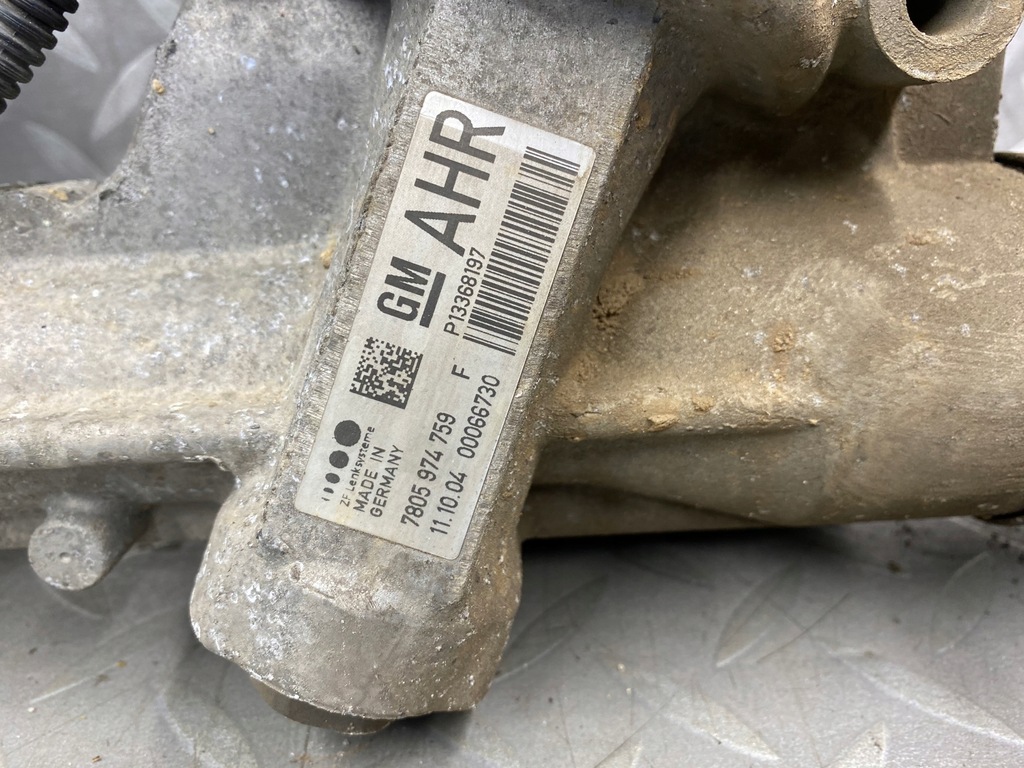 GM AHR
P13368197
ZF Lenksysteme
MADE IN
GERMANY
7805 974 759 F
11.10.04 00066730